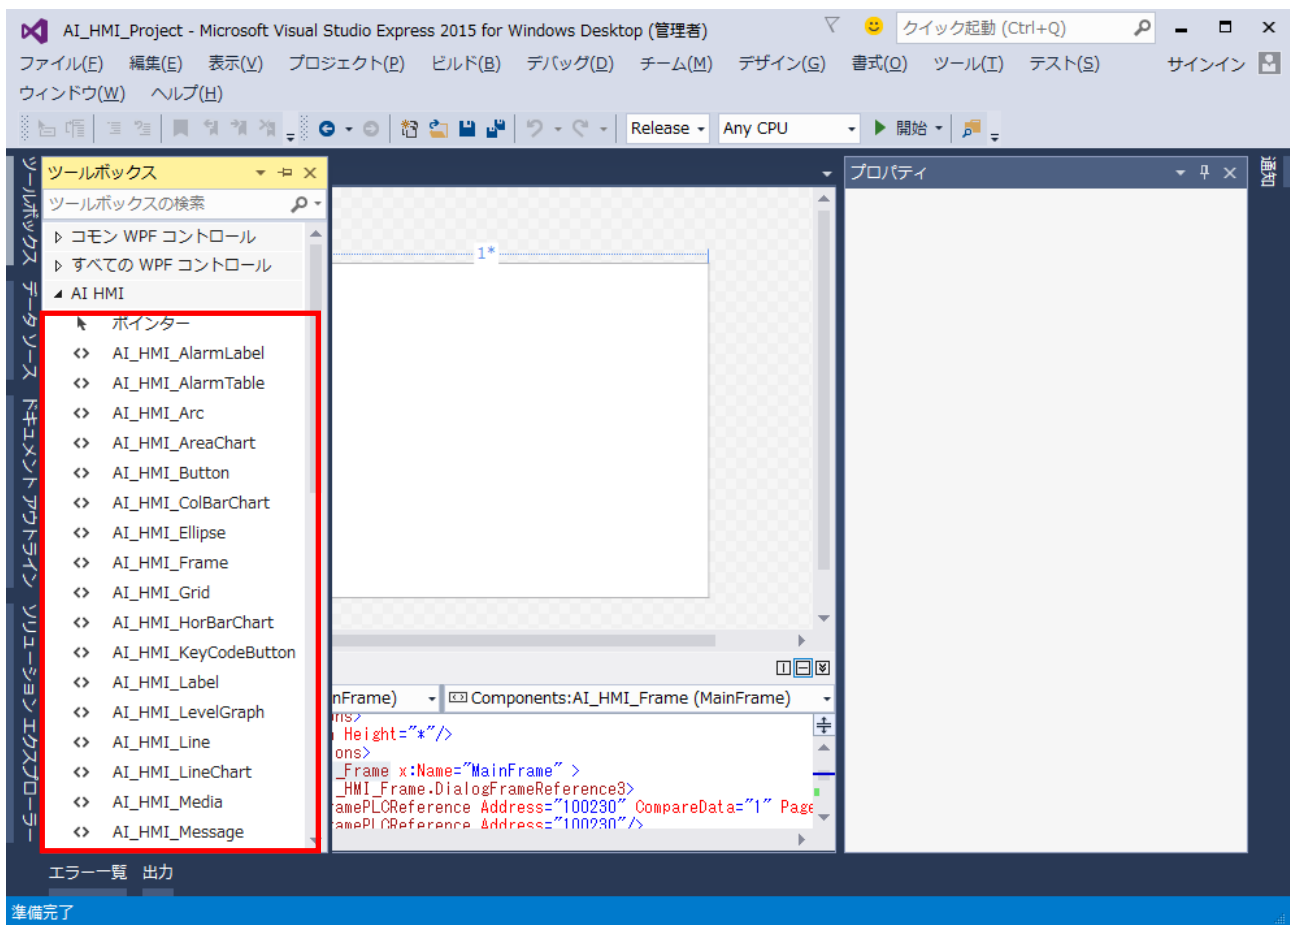 AI_HMI_Project - Microsoft Visual Studio Express 2015 for Windows Desktop (管理者)
クイック起動 (Ctrl+Q)
ファイル(F) 編集(E) 表示(V) プロジェクト(P) ビルド(B) デバッグ(D) チーム(M) デザイン(G) 書式(O) ツール(T) テスト(S) サインイン
ウィンドウ(W) ヘルプ(H)
Release Any CPU 開始
ツールボックス
データ ソース
ドキュメント アウトライン
ソリューション エクスプローラー
ツールボックス
ツールボックスの検索
コモン WPF コントロール
すべての WPF コントロール
AI HMI
ポインター
AI_HMI_AlarmLabel
AI_HMI_AlarmTable
AI_HMI_Arc
AI_HMI_AreaChart
AI_HMI_Button
AI_HMI_ColBarChart
AI_HMI_Ellipse
AI_HMI_Frame
AI_HMI_Grid
AI_HMI_HorBarChart
AI_HMI_KeyCodeButton
AI_HMI_Label
AI_HMI_LevelGraph
AI_HMI_Line
AI_HMI_LineChart
AI_HMI_Media
AI_HMI_Message
1*
nFrame) Components:AI_HMI_Frame (MainFrame)
ns>
Height="*"/>
ons>
_Frame x:Name="MainFrame" >
_HMI_Frame.DialogFrameReference3>
ramePLCReference Address="100230" CompareData="1" Page
ramePLCReference Address="100230"/>
プロパティ
通知
エラー一覧 出力
準備完了